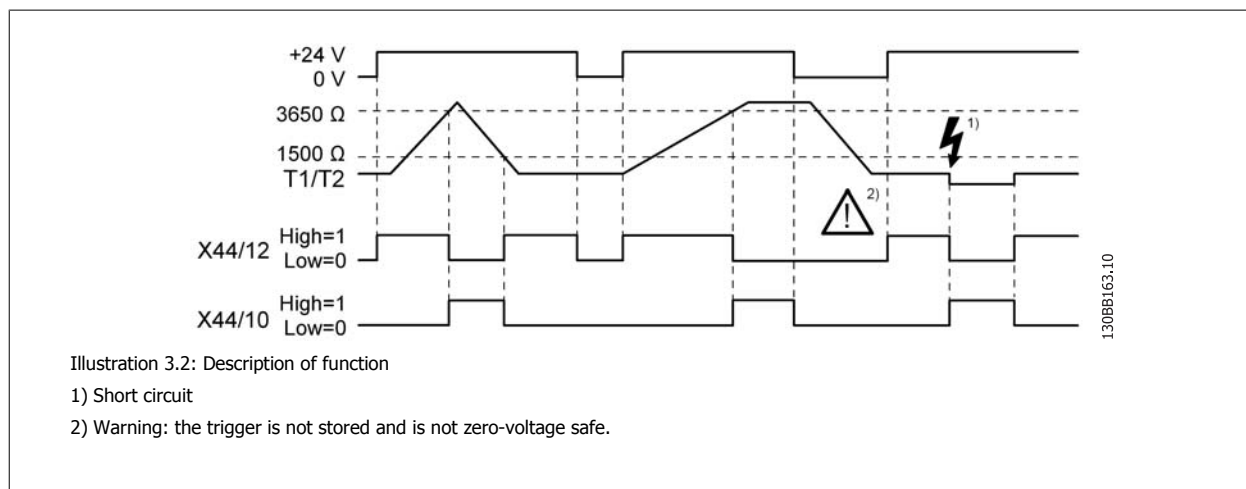 +24 V
0 V
3650 Ω
1500 Ω
T1/T2
1)
2)
!
X44/12 High=1
Low=0
X44/10 High=1
Low=0
130BB163.10
Illustration 3.2: Description of function
1) Short circuit
2) Warning: the trigger is not stored and is not zero-voltage safe.